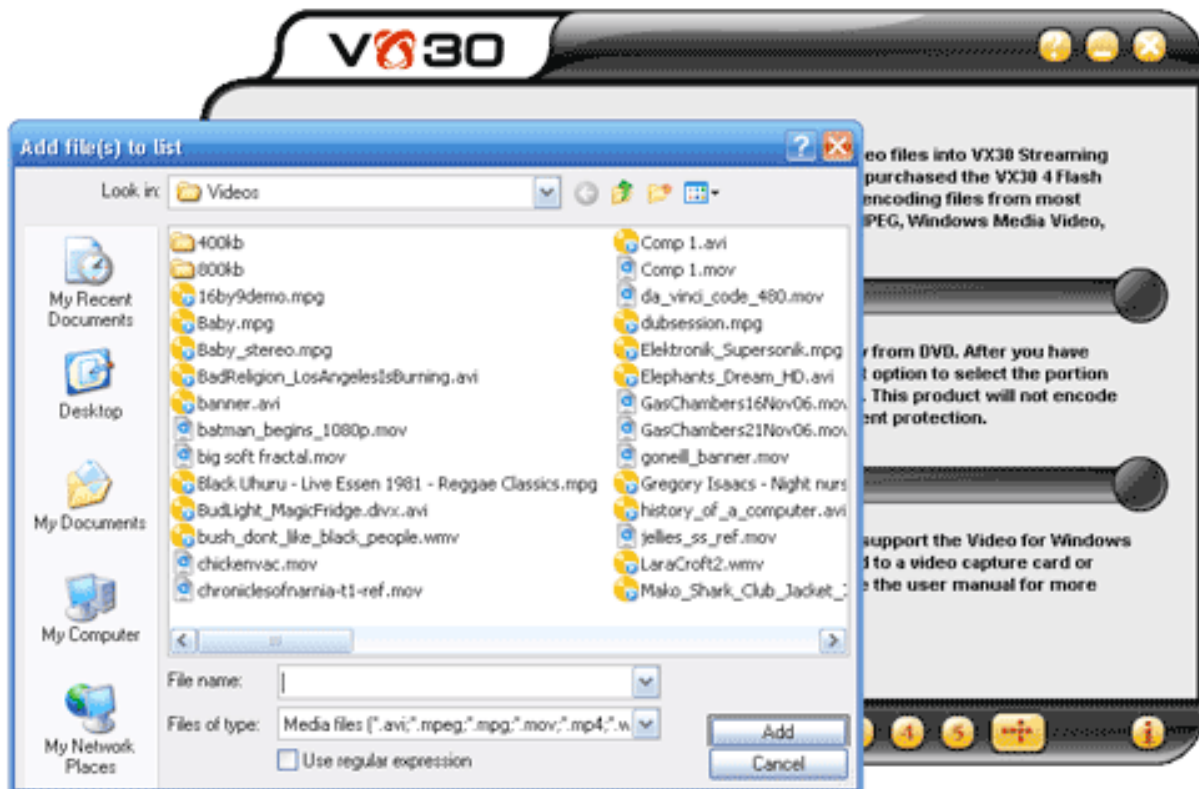 VX30
Add file(s) to list
Look in:
Videos
My Recent
Documents
Desktop
My Documents
My Computer
My Network
Places
400kb
800kb
16by9demo.mpg
Baby.mpg
Baby_stereo.mpg
BadReligion_LosAngelesIsBurning.avi
banner.avi
batman_begins_1080p.mov
big soft fractal.mov
Black Uhuru - Live Essen 1981 - Reggae Classics.mpg
BudLight_MagicFridge.divx.avi
bush_dont_like_black_people.wmv
chickenvac.mov
chroniclesofnarnia-t1-ref.mov
Comp 1.avi
Comp 1.mov
da_vinci_code_480.mov
dubsession.mpg
Elektronik_Supersonik.mpg
Elephants_Dream_HD.avi
GasChambers16Nov06.mov
GasChambers21Nov06.mov
goneill_banner.mov
Gregory Isaacs - Night nurs
history_of_a_computer.avi
jellies_ss_ref.mov
LaraCroft2.wmv
Mako_Shark_Club_Jacket_
File name:
Files of type:
Media files (*.avi;*.mpeg;*.mpg;*.mov;*.mp4;*.w
Use regular expression
Add
Cancel
eo files into VX30 Streaming
purchased the VX30 4 Flash
encoding files from most
PEG, Windows Media Video,
from DVD. After you have
option to select the portion
. This product will not encode
ent protection.
support the Video for Windows
d to a video capture card or
the user manual for more
4 5